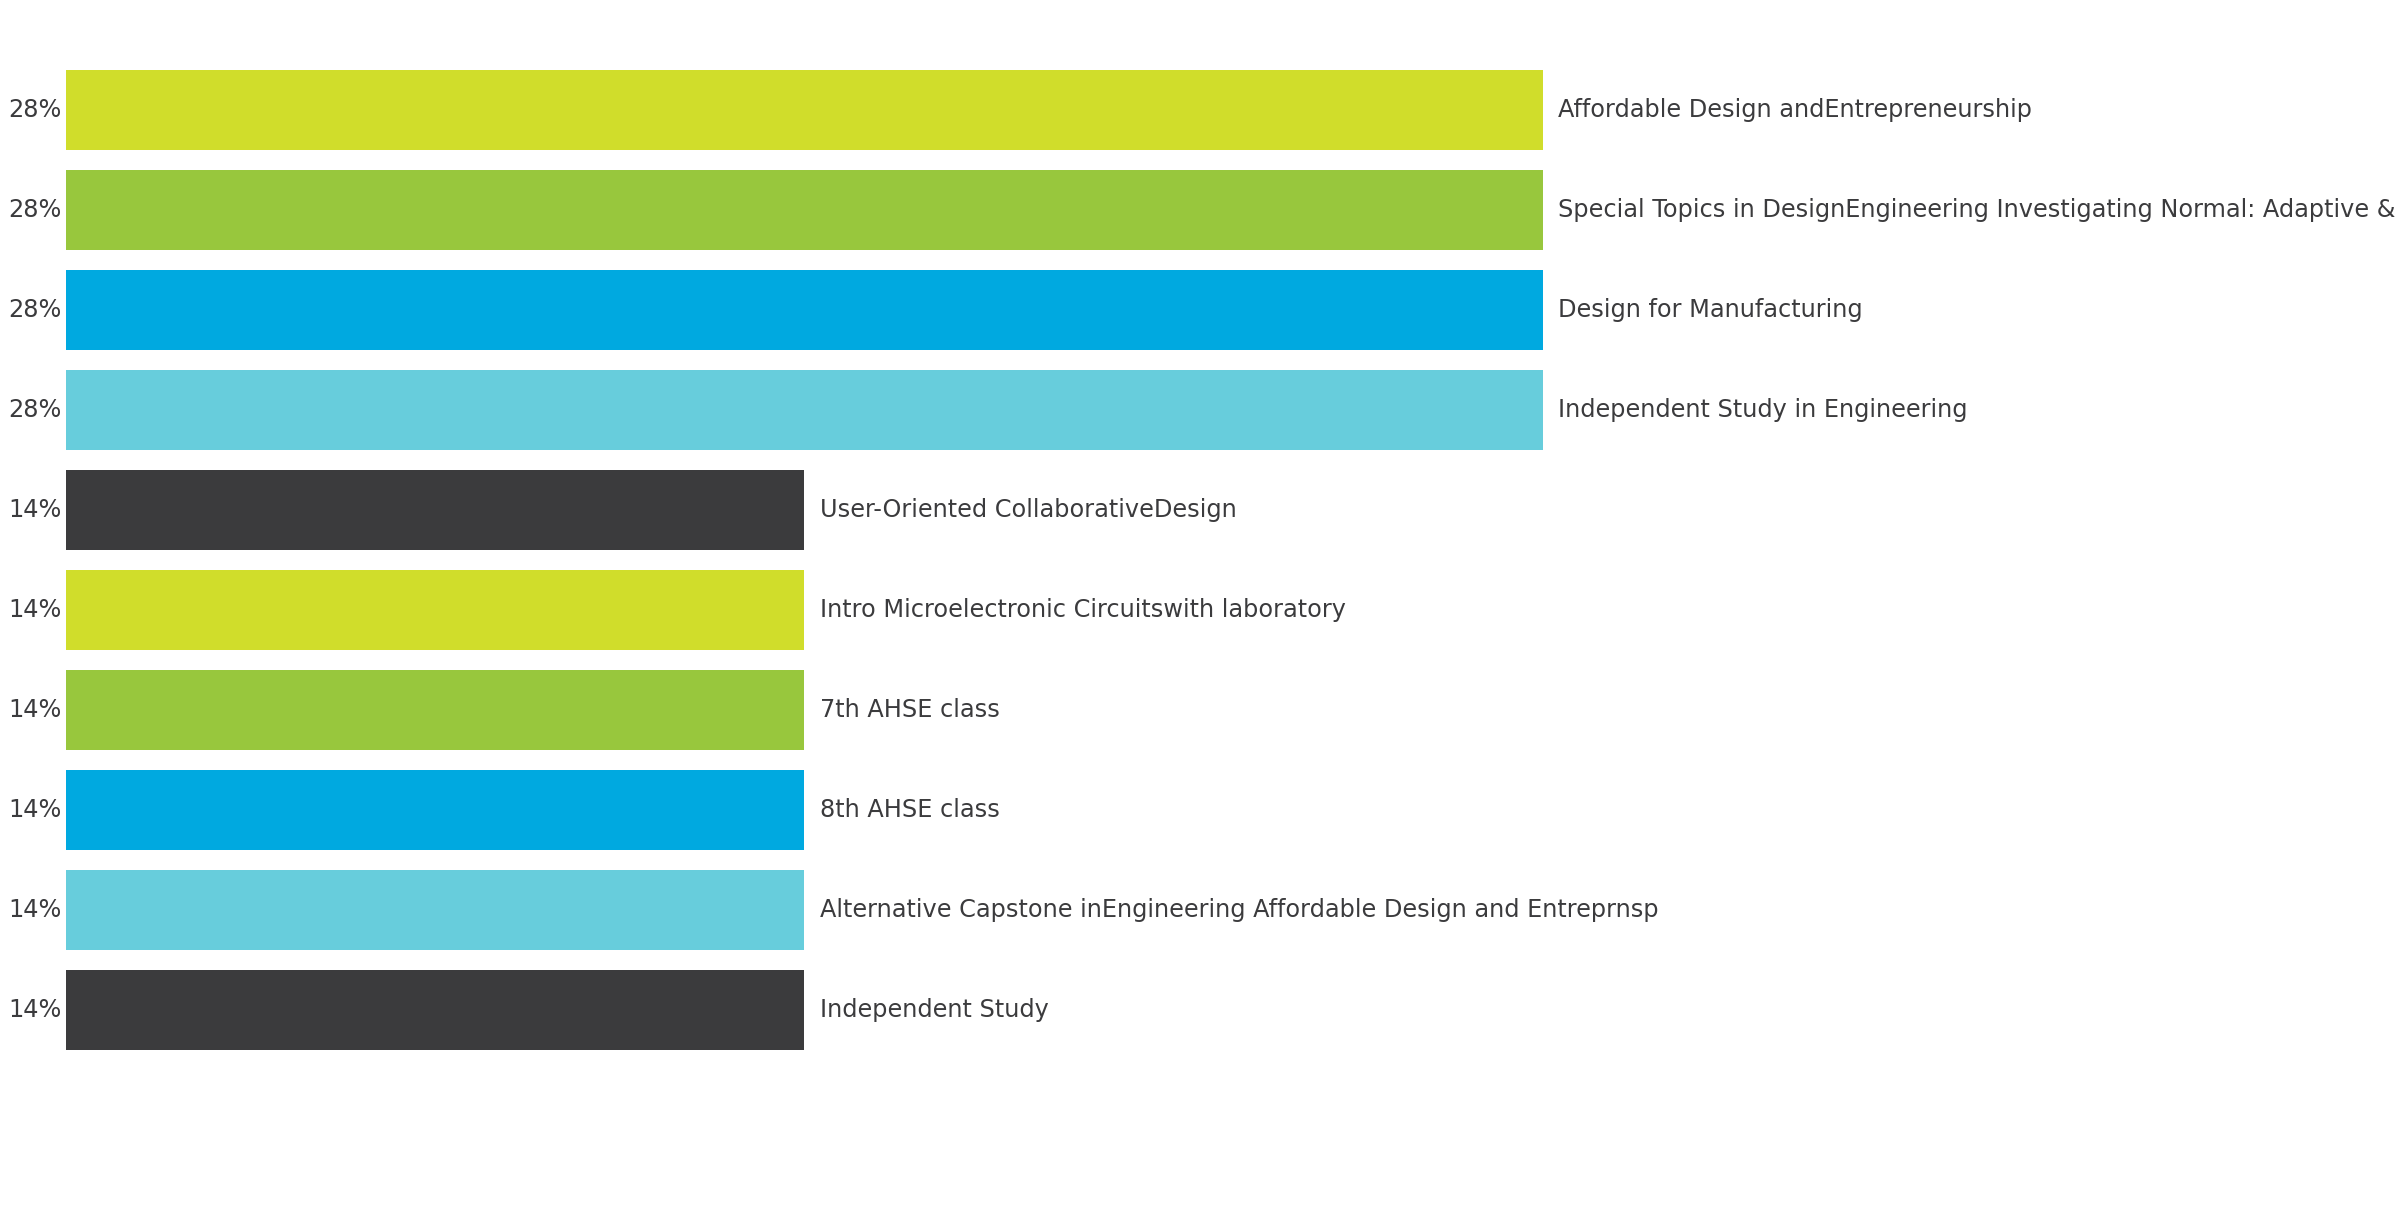 28% Affordable Design andEntrepreneurship
28% Special Topics in DesignEngineering Investigating Normal: Adaptive &
28% Design for Manufacturing
28% Independent Study in Engineering
14% User-Oriented CollaborativeDesign
14% Intro Microelectronic Circuitswith laboratory
14% 7th AHSE class
14% 8th AHSE class
14% Alternative Capstone inEngineering Affordable Design and Entreprnsp
14% Independent Study